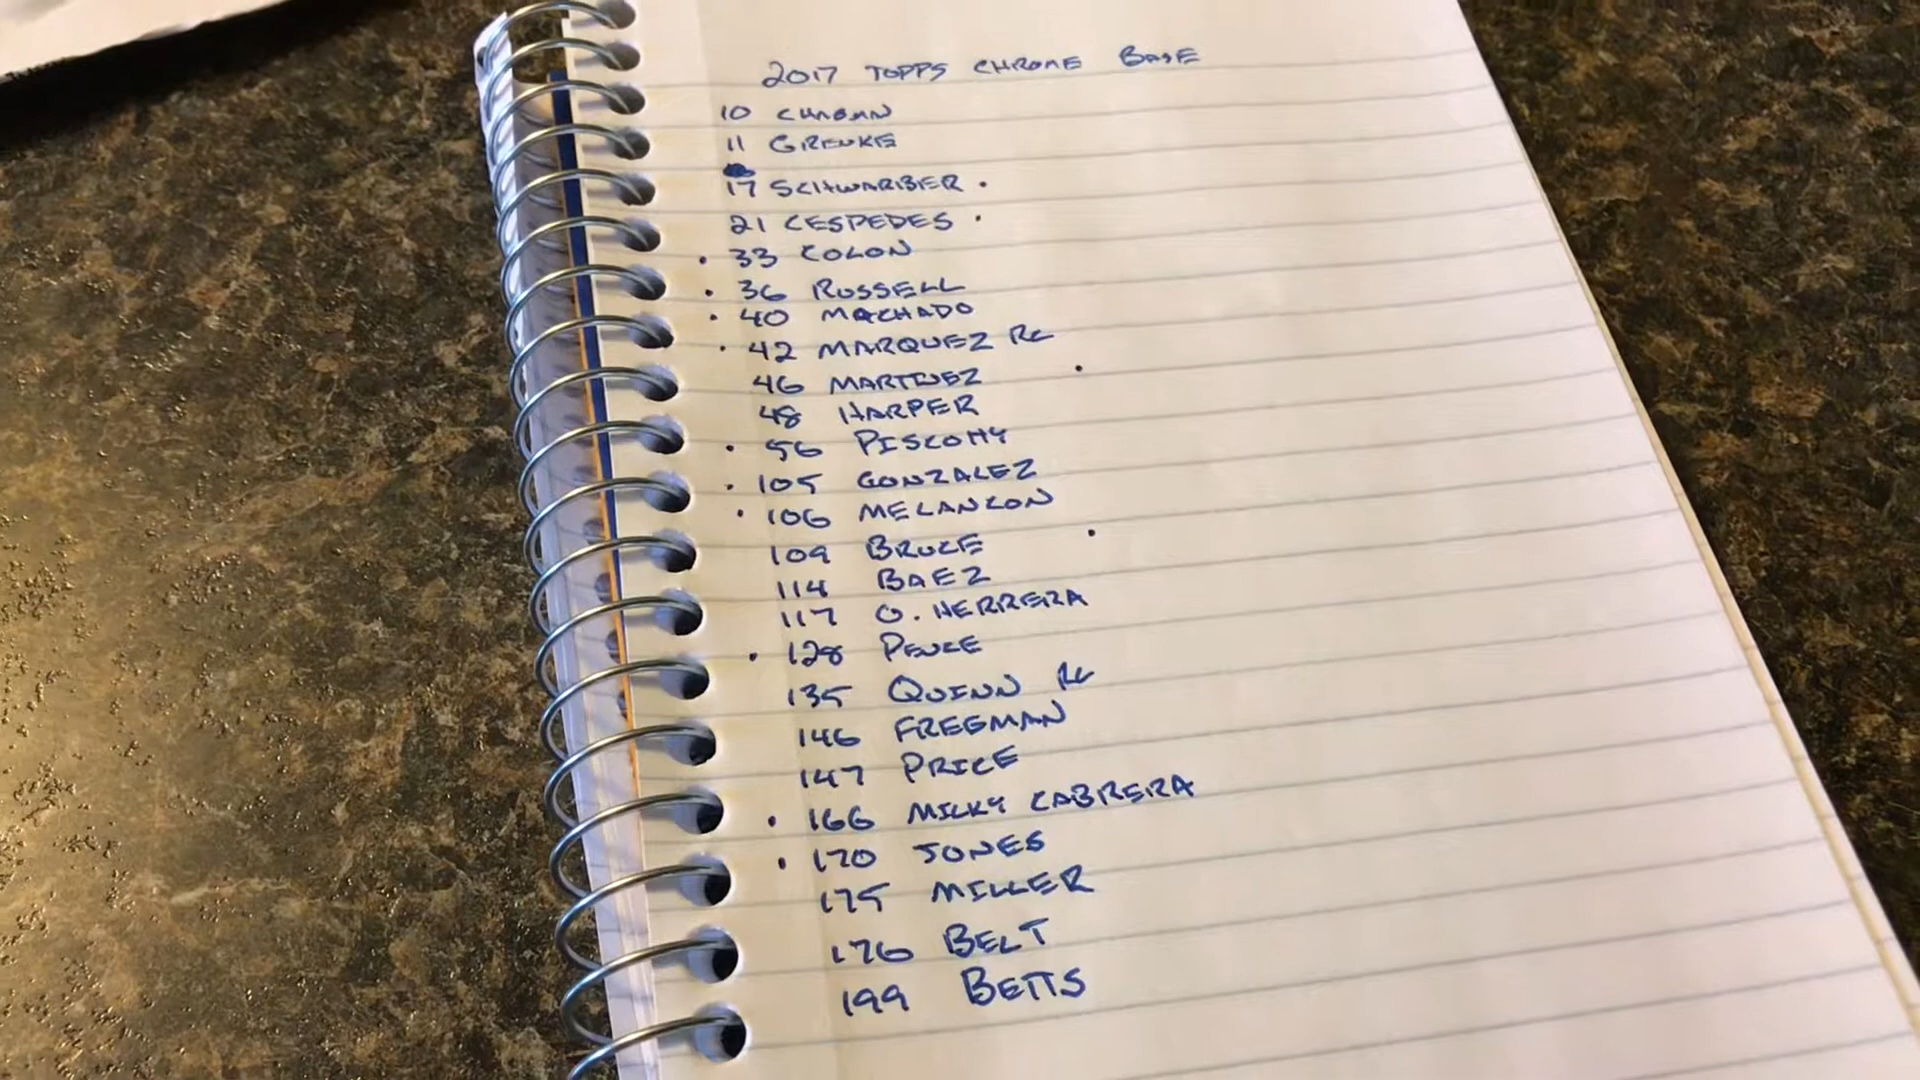 2017 TOPPS CHROME BASE
10 CHAPMAN
11 GREINKE
17 SCHWARBER .
21 CESPEDES .
. 33 COLON
. 36 RUSSELL
. 40 MACHADO
. 42 MARQUEZ RC
46 MARTINEZ .
48 HARPER
. 56 PISCOTTY
. 105 GONZALEZ
. 106 MELANCON
109 BRUCE .
114 BAEZ
117 O. HERRERA
. 128 PENCE
135 QUINN RC
146 FREEMAN
147 PRICE
. 166 MELKY CABRERA
. 170 JONES
175 MILLER
176 BELT
199 BETTS